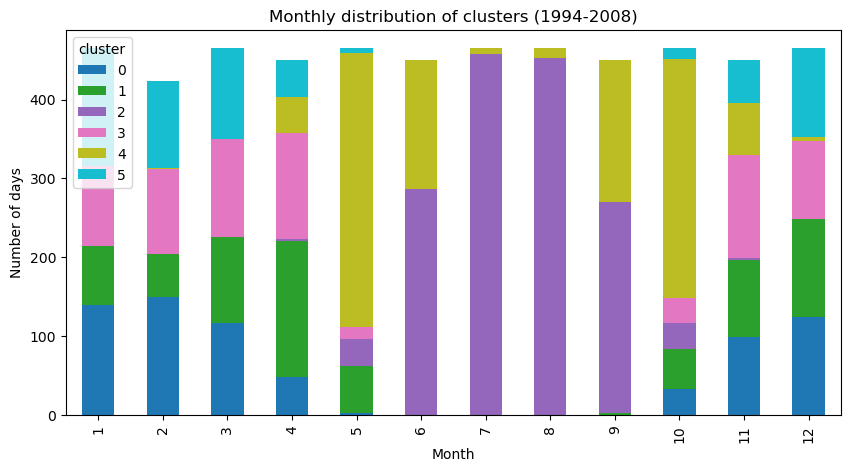 Monthly distribution of clusters (1994-2008)
cluster
0
1
2
3
4
5
Number of days
400
300
200
100
0
1 2 3 4 5 6 7 8 9 10 11 12
Month